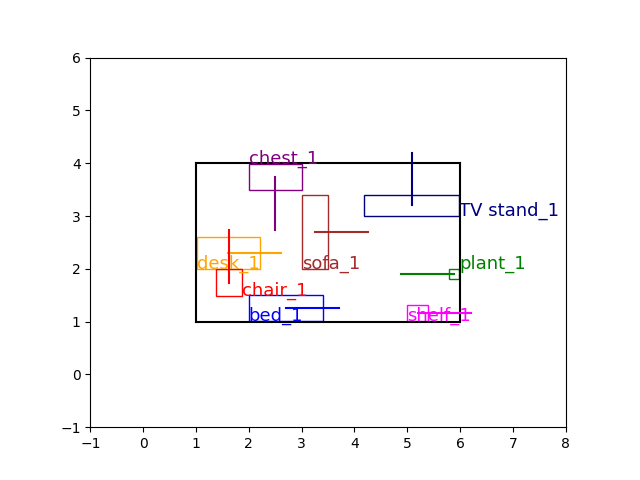 6
5
4
3
2
1
0
−1
chest_1
TV stand_1
desk_1
sofa_1
plant_1
chair_1
bed_1
shelf_1
−1 0 1 2 3 4 5 6 7 8